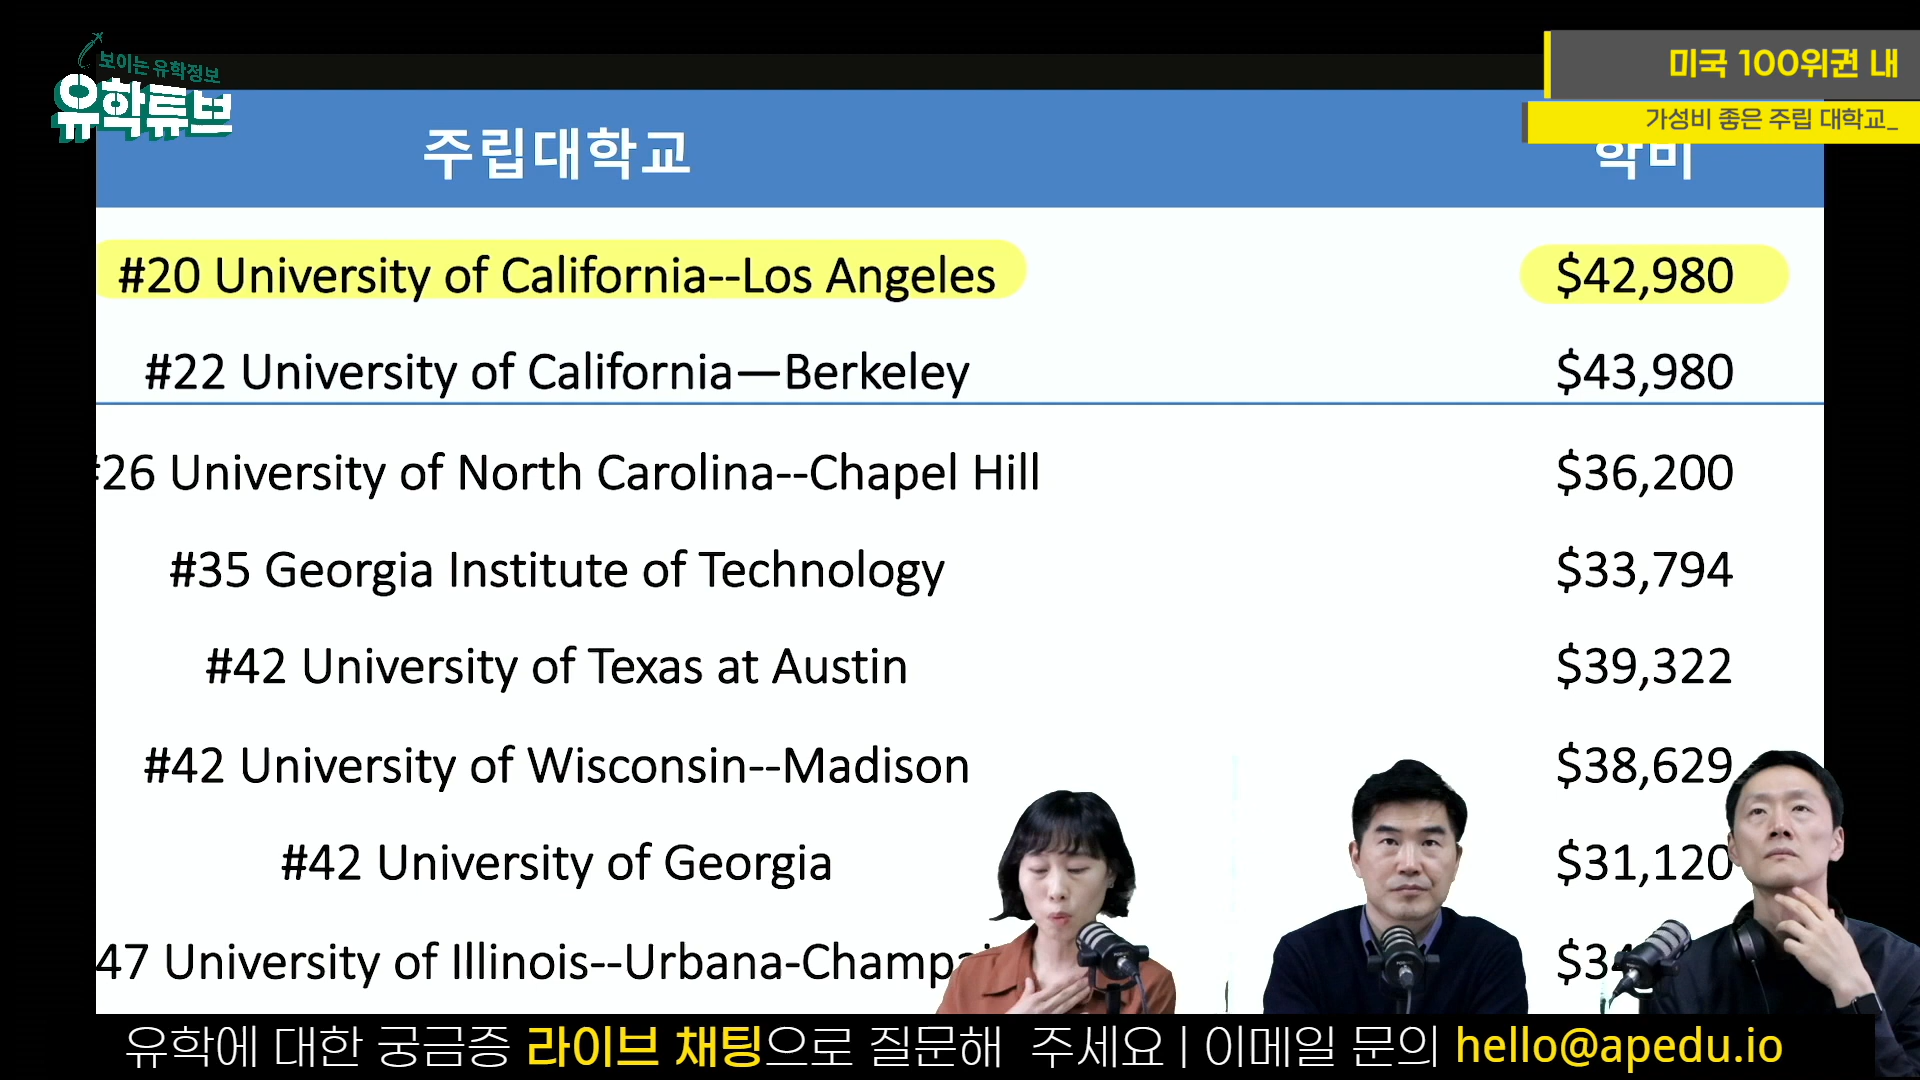 보이는 유학정보
유학튜브
미국 100위권 내
가성비 좋은 주립 대학교_
주립대학교 학비
#20 University of California--Los Angeles $42,980
#22 University of California—Berkeley $43,980
#26 University of North Carolina--Chapel Hill $36,200
#35 Georgia Institute of Technology $33,794
#42 University of Texas at Austin $39,322
#42 University of Wisconsin--Madison $38,629
#42 University of Georgia $31,120
47 University of Illinois--Urbana-
유학에 대한 궁금증 라이브 채팅으로 질문해 주세요 | 이메일 문의 hello@apedu.io